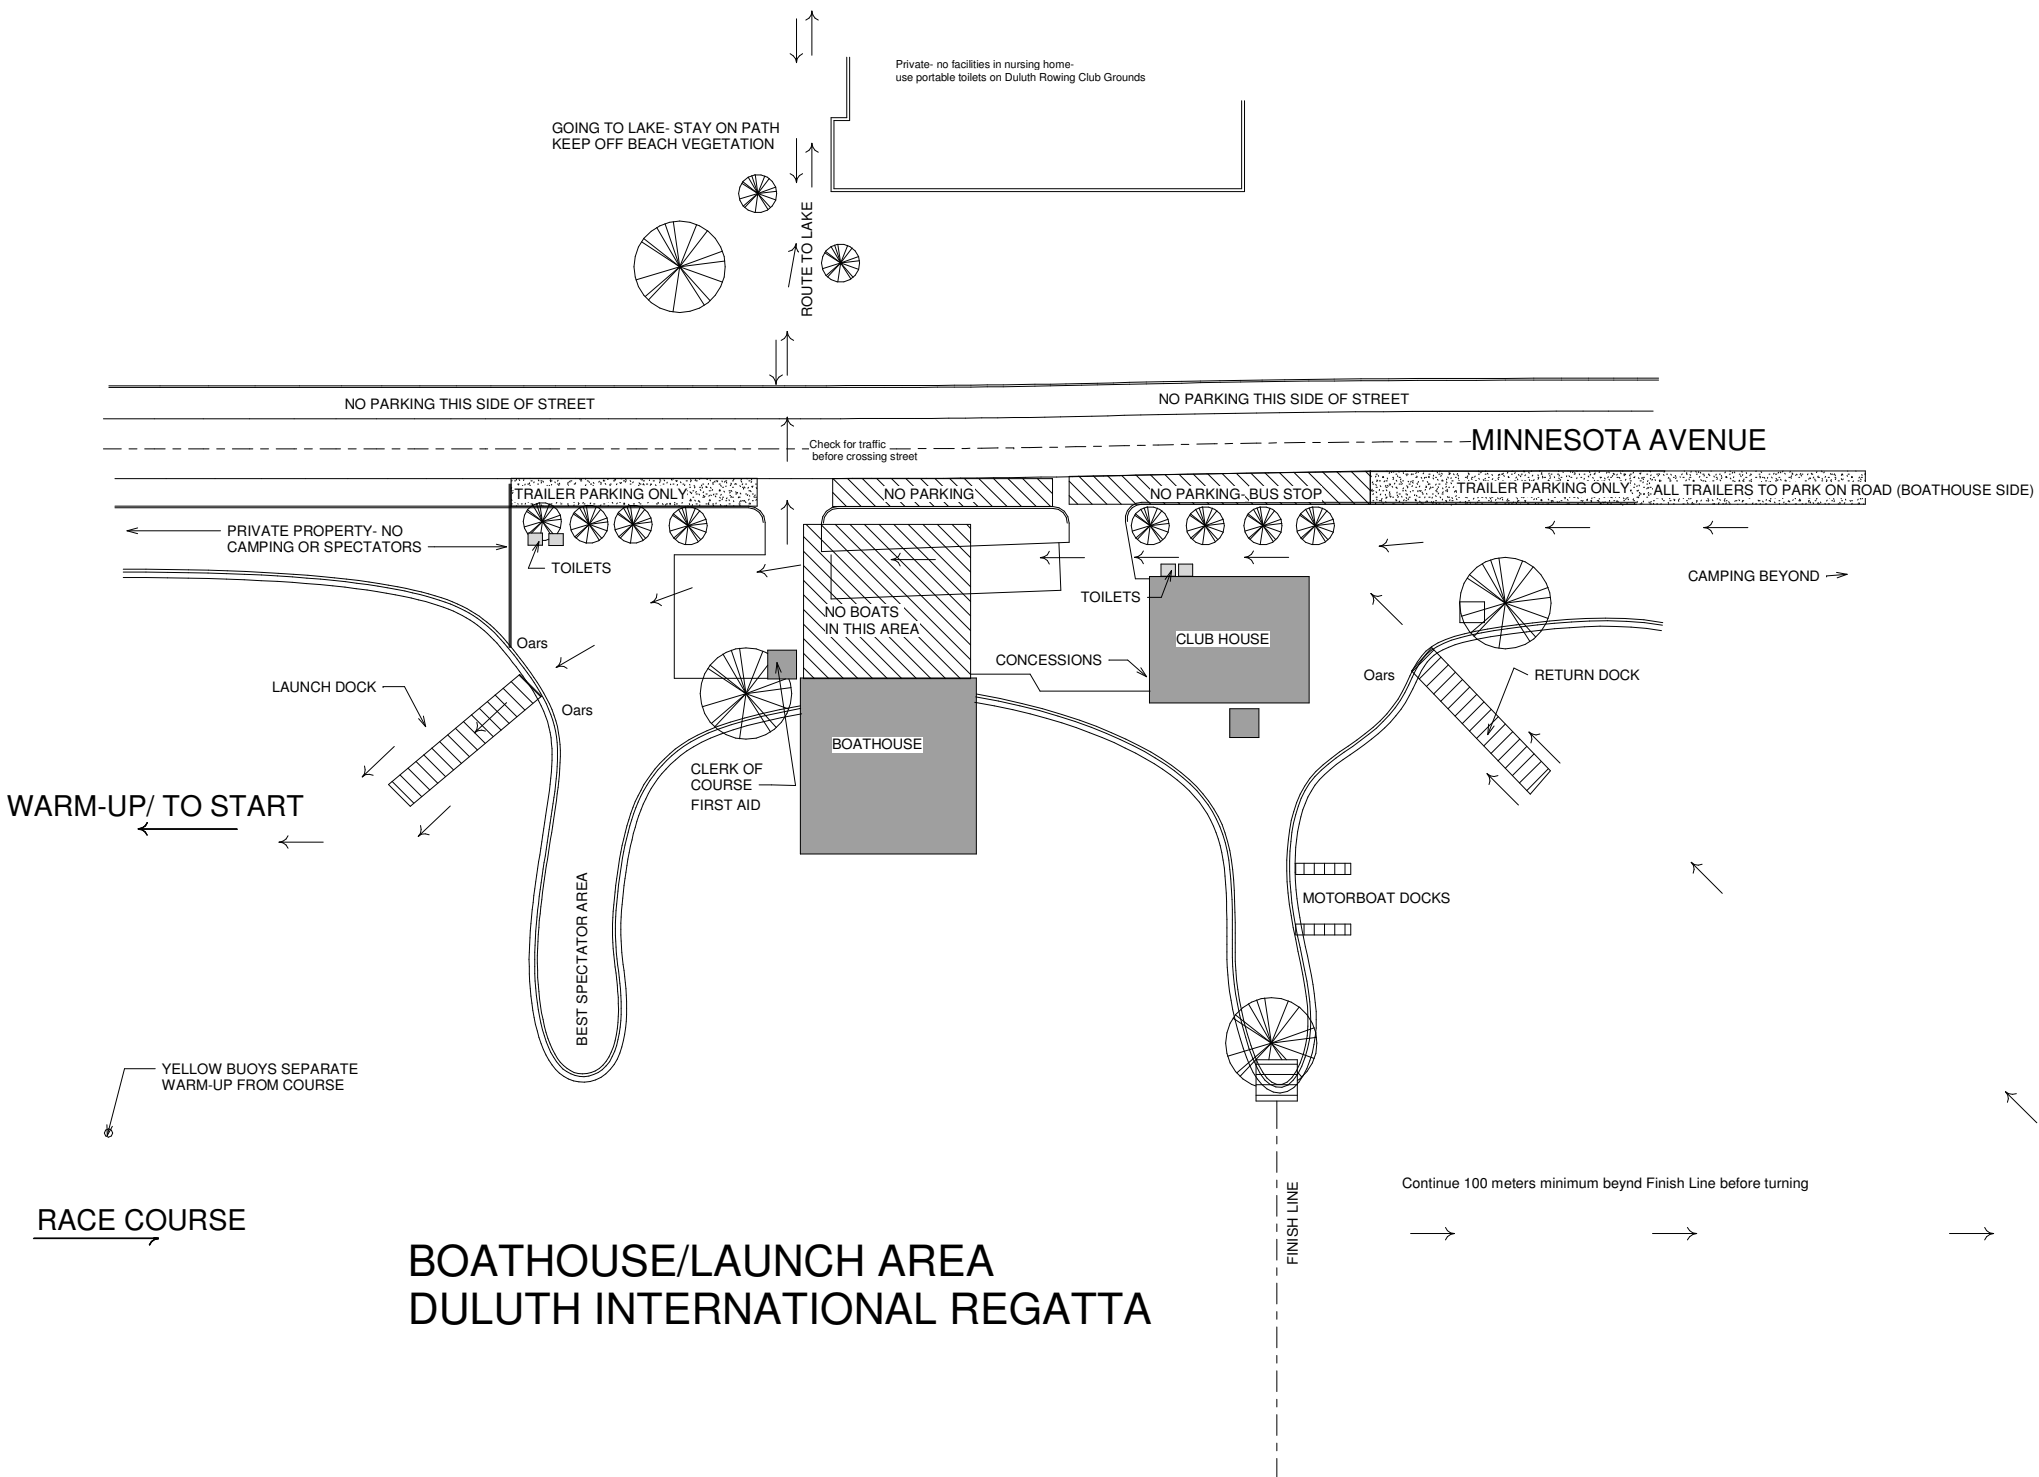 Private- no facilities in nursing home-
use portable toilets on Duluth Rowing Club Grounds
GOING TO LAKE- STAY ON PATH
KEEP OFF BEACH VEGETATION
ROUTE TO LAKE
NO PARKING THIS SIDE OF STREET
NO PARKING THIS SIDE OF STREET
Check for traffic
before crossing street
MINNESOTA AVENUE
TRAILER PARKING ONLY
NO PARKING
NO PARKING- BUS STOP
TRAILER PARKING ONLY
ALL TRAILERS TO PARK ON ROAD (BOATHOUSE SIDE)
PRIVATE PROPERTY- NO
CAMPING OR SPECTATORS
TOILETS
CAMPING BEYOND
TOILETS
NO BOATS
IN THIS AREA
CLUB HOUSE
Oars
CONCESSIONS
Oars
RETURN DOCK
LAUNCH DOCK
Oars
BOATHOUSE
CLERK OF
COURSE
FIRST AID
WARM-UP/ TO START
MOTORBOAT DOCKS
BEST SPECTATOR AREA
YELLOW BUOYS SEPARATE
WARM-UP FROM COURSE
Continue 100 meters minimum beynd Finish Line before turning
FINISH LINE
RACE COURSE
BOATHOUSE/LAUNCH AREA
DULUTH INTERNATIONAL REGATTA